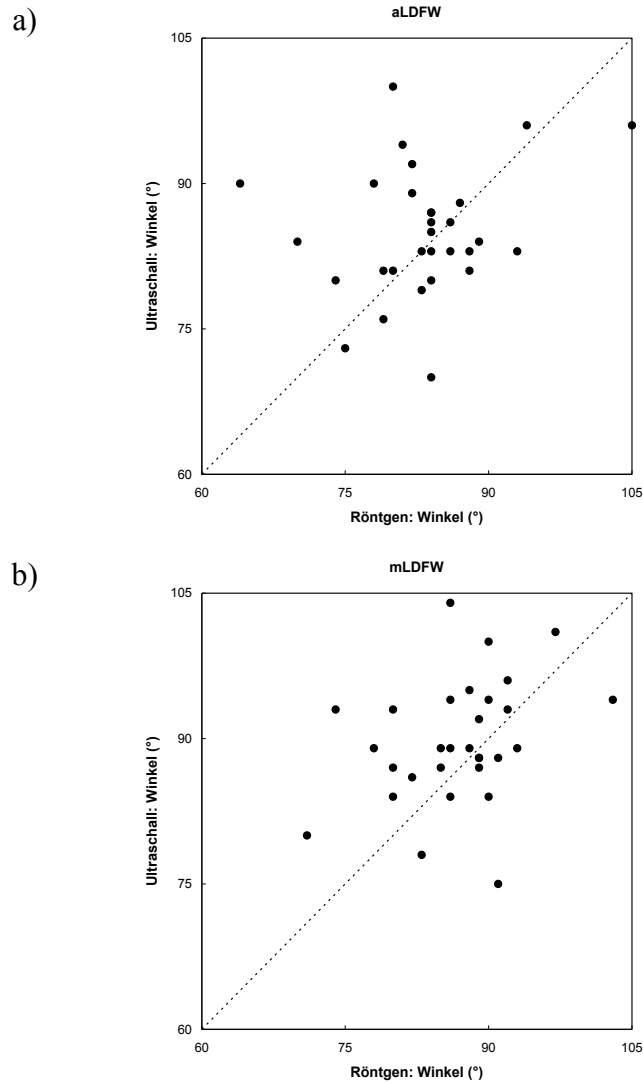 a)
aLDFW
105
90
75
60
Ultraschall: Winkel (°)
60 75 90 105
Röntgen: Winkel (°)
b)
mLDFW
105
90
75
60
Ultraschall: Winkel (°)
60 75 90 105
Röntgen: Winkel (°)